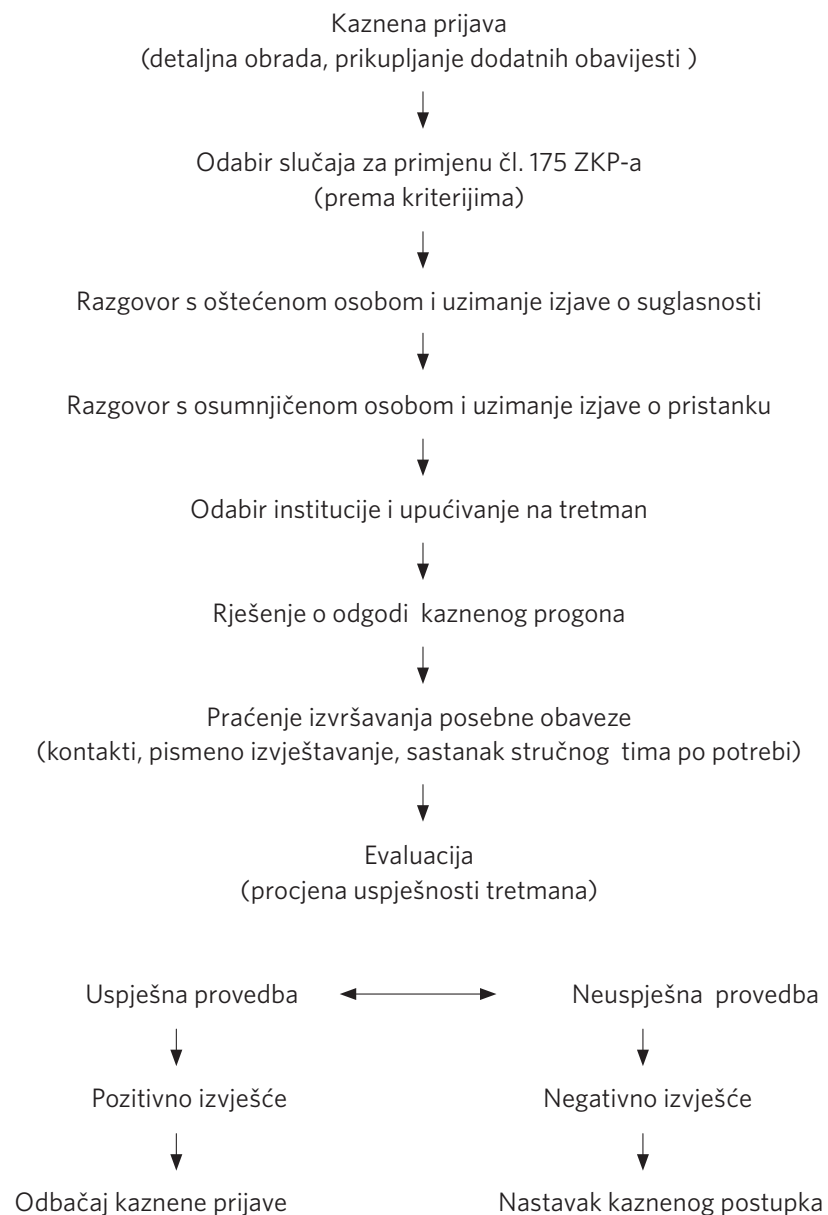 Kaznena prijava
(detaljna obrada, prikupljanje dodatnih obavijesti )
Odabir slučaja za primjenu čl. 175 ZKP-a
(prema kriterijima)
Razgovor s oštećenom osobom i uzimanje izjave o suglasnosti
Razgovor s osumnjičenom osobom i uzimanje izjave o pristanku
Odabir institucije i upućivanje na tretman
Rješenje o odgodi kaznenog progona
Praćenje izvršavanja posebne obaveze
(kontakti, pismeno izvještavanje, sastanak stručnog tima po potrebi)
Evaluacija
(procjena uspješnosti tretmana)
Uspješna provedba Neuspješna provedba
Pozitivno izvješće Negativno izvješće
Odbačaj kaznene prijave Nastavak kaznenog postupka